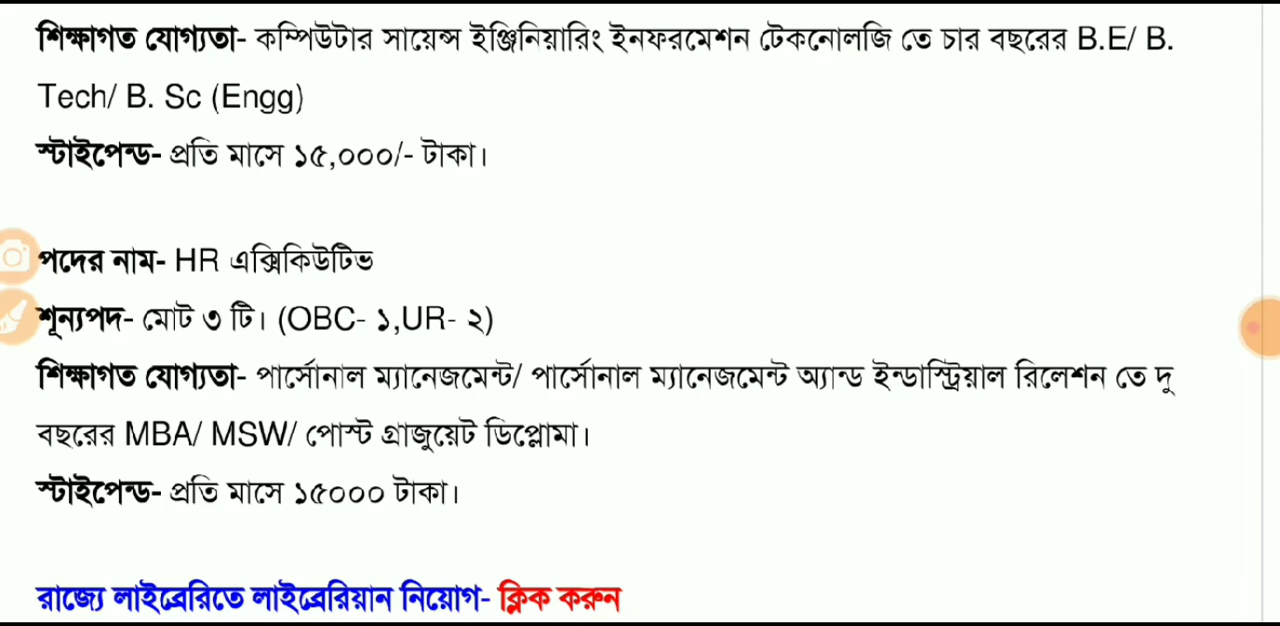 শিক্ষাগত যোগ্যতা- কম্পিউটার সায়েন্স ইঞ্জিনিয়ারিং ইনফরমেশন টেকনোলজি তে চার বছরের B.E/ B.
Tech/ B. Sc (Engg)
স্টাইপেন্ড- প্রতি মাসে ১৫,০০০/- টাকা।
পদের নাম- HR এক্সিকিউটিভ
শূন্যপদ- মোট ৩ টি। (OBC- ১,UR- ২)
শিক্ষাগত যোগ্যতা- পার্সোনাল ম্যানেজমেন্ট/ পার্সোনাল ম্যানেজমেন্ট অ্যান্ড ইন্ডাস্ট্রিয়াল রিলেশন তে দু
বছরের MBA/ MSW/ পোস্ট গ্রাজুয়েট ডিপ্লোমা।
স্টাইপেন্ড- প্রতি মাসে ১৫০০০ টাকা।
রাজ্যে লাইব্রেরিতে লাইব্রেরিয়ান নিয়োগ- ক্লিক করুন